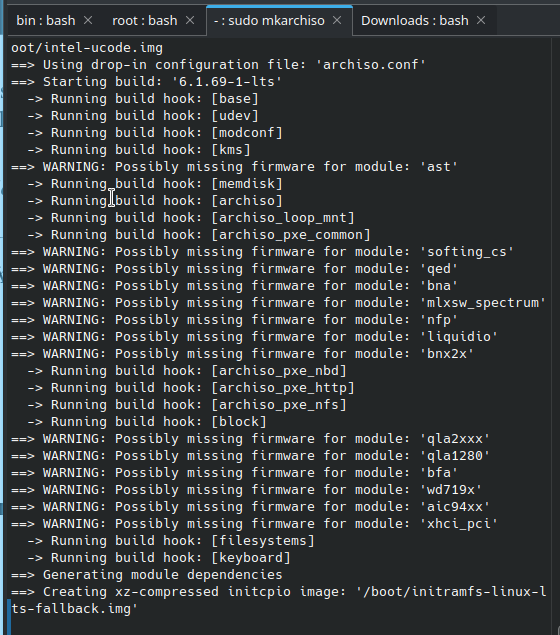 bin : bash
root : bash
- : sudo mkarchiso
Downloads : bash
oot/intel-ucode.img
==> Using drop-in configuration file: 'archiso.conf'
==> Starting build: '6.1.69-1-lts'
-> Running build hook: [base]
-> Running build hook: [udev]
-> Running build hook: [modconf]
-> Running build hook: [kms]
==> WARNING: Possibly missing firmware for module: 'ast'
-> Running build hook: [memdisk]
-> Running build hook: [archiso]
-> Running build hook: [archiso_loop_mnt]
-> Running build hook: [archiso_pxe_common]
==> WARNING: Possibly missing firmware for module: 'softing_cs'
==> WARNING: Possibly missing firmware for module: 'qed'
==> WARNING: Possibly missing firmware for module: 'bna'
==> WARNING: Possibly missing firmware for module: 'mlxsw_spectrum'
==> WARNING: Possibly missing firmware for module: 'nfp'
==> WARNING: Possibly missing firmware for module: 'liquidio'
==> WARNING: Possibly missing firmware for module: 'bnx2x'
-> Running build hook: [archiso_pxe_nbd]
-> Running build hook: [archiso_pxe_http]
-> Running build hook: [archiso_pxe_nfs]
-> Running build hook: [block]
==> WARNING: Possibly missing firmware for module: 'qla2xxx'
==> WARNING: Possibly missing firmware for module: 'qla1280'
==> WARNING: Possibly missing firmware for module: 'bfa'
==> WARNING: Possibly missing firmware for module: 'wd719x'
==> WARNING: Possibly missing firmware for module: 'aic94xx'
==> WARNING: Possibly missing firmware for module: 'xhci_pci'
-> Running build hook: [filesystems]
-> Running build hook: [keyboard]
==> Generating module dependencies
==> Creating xz-compressed initcpio image: '/boot/initramfs-linux-l
ts-fallback.img'